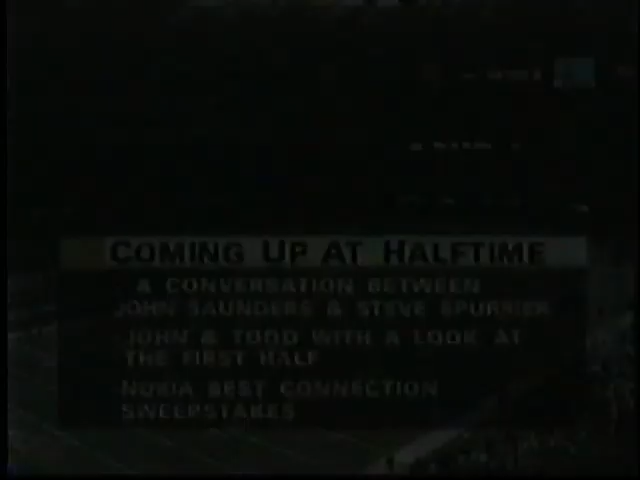 COMING UP AT HALFTIME
A CONVERSATION BETWEEN
JOHN SAUNDERS & STEVE SPURRIER
JOHN & TODD WITH A LOOK AT
THE FIRST HALF
NOKIA BEST CONNECTION
SWEEPSTAKES